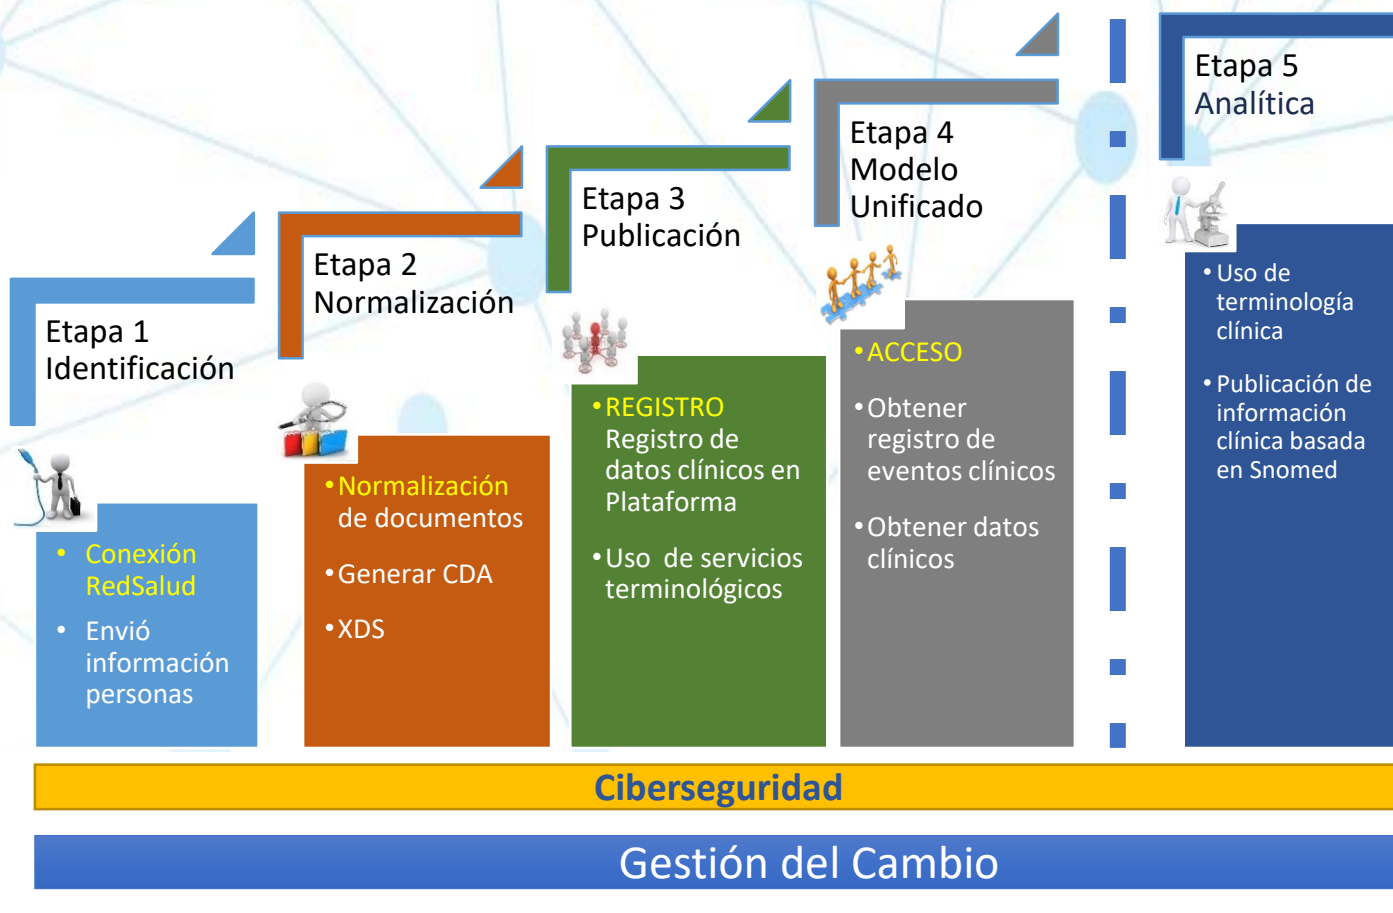 Etapa 1
Identificación
• Conexión
RedSalud
• Envió
información
personas
Etapa 2
Normalización
• Normalización
de documentos
• Generar CDA
• XDS
Etapa 3
Publicación
• REGISTRO
Registro de
datos clínicos en
Plataforma
• Uso de servicios
terminológicos
Etapa 4
Modelo
Unificado
• ACCESO
• Obtener
registro de
eventos clínicos
• Obtener datos
clínicos
Etapa 5
Analítica
• Uso de
terminología
clínica
• Publicación de
información
clínica basada
en Snomed
Ciberseguridad
Gestión del Cambio